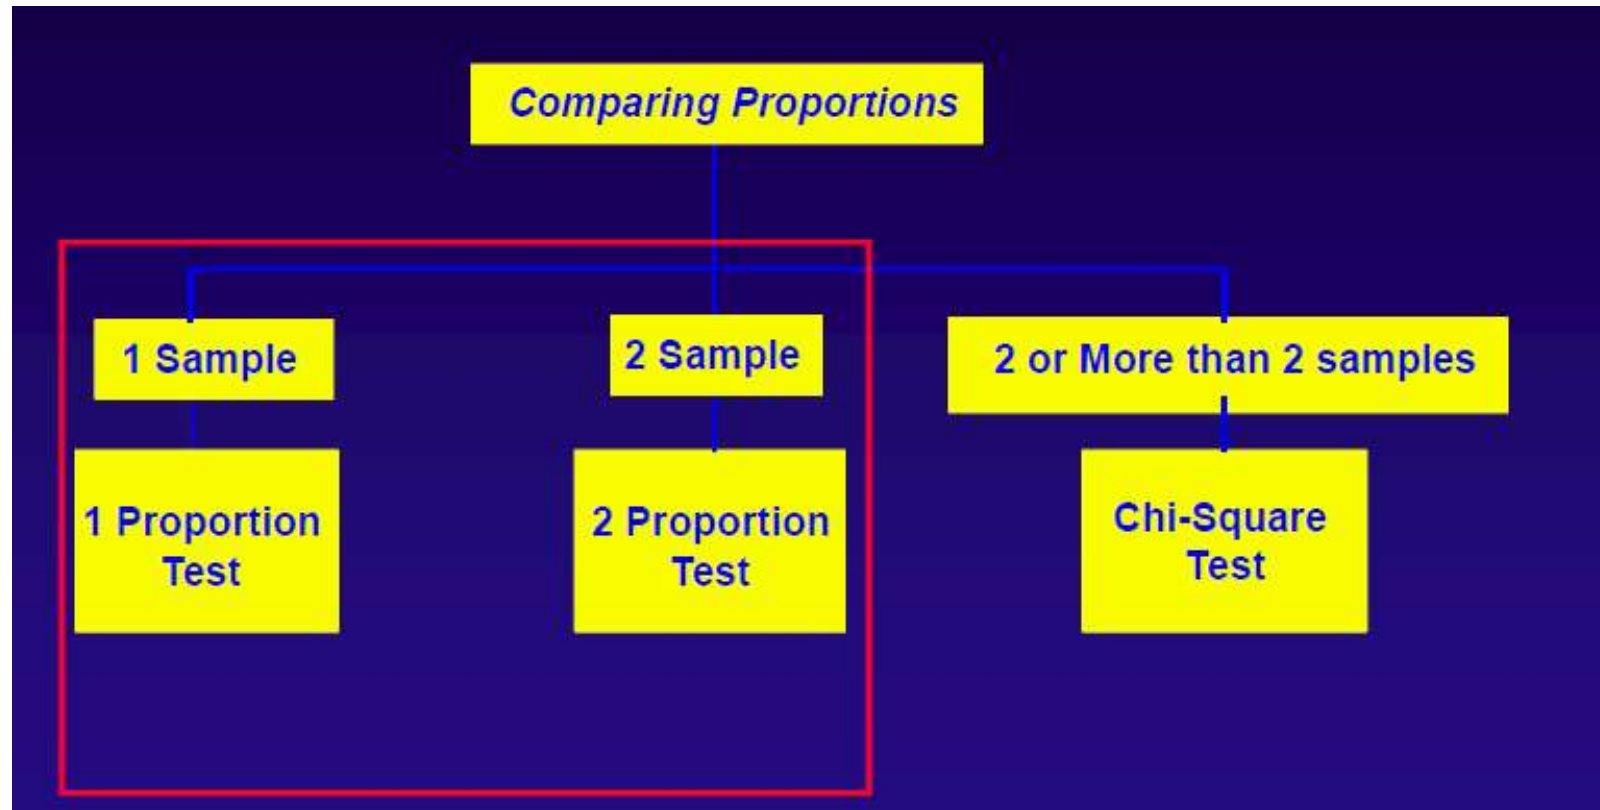 Comparing Proportions
1 Sample
2 Sample
2 or More than 2 samples
1 Proportion
Test
2 Proportion
Test
Chi-Square
Test